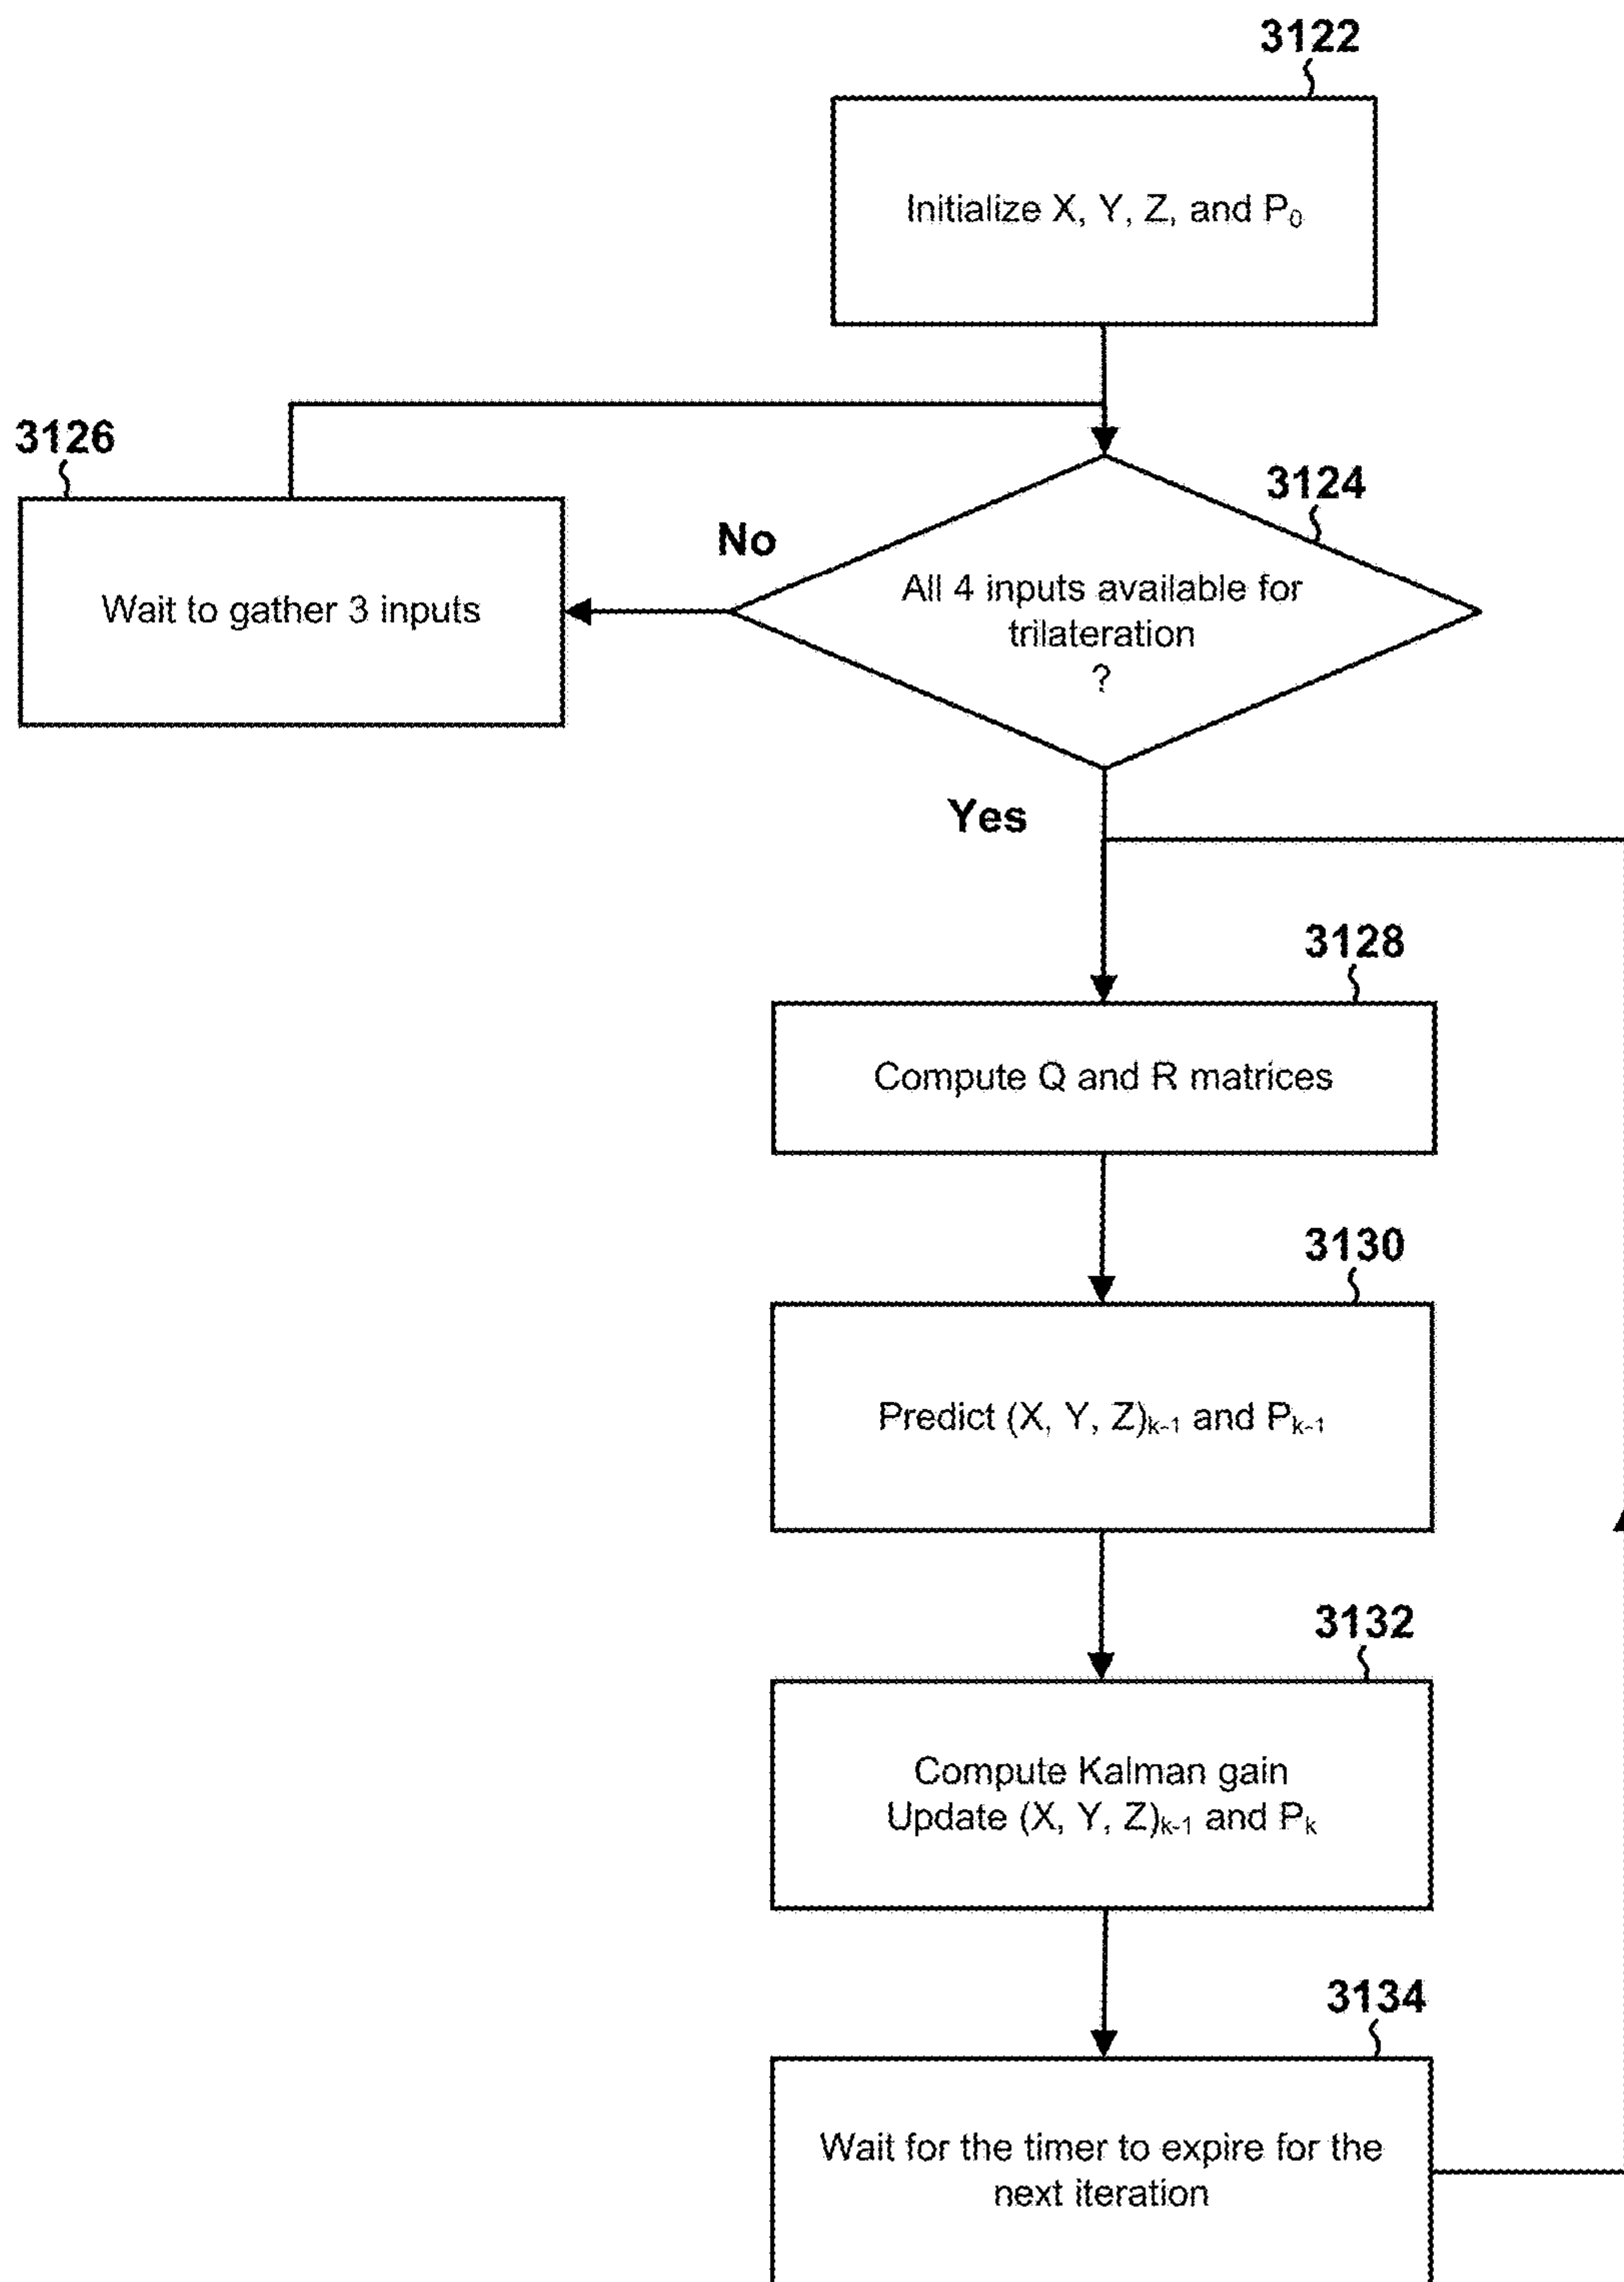 3122
Initialize X, Y, Z, and P₀
3126
3124
No
Wait to gather 3 inputs
All 4 inputs available for
trilateration
?
Yes
3128
Compute Q and R matrices
3130
Predict (X, Y, Z)ₖ₋₁ and Pₖ₋₁
3132
Compute Kalman gain
Update (X, Y, Z)ₖ₋₁ and Pₖ
3134
Wait for the timer to expire for the
next iteration